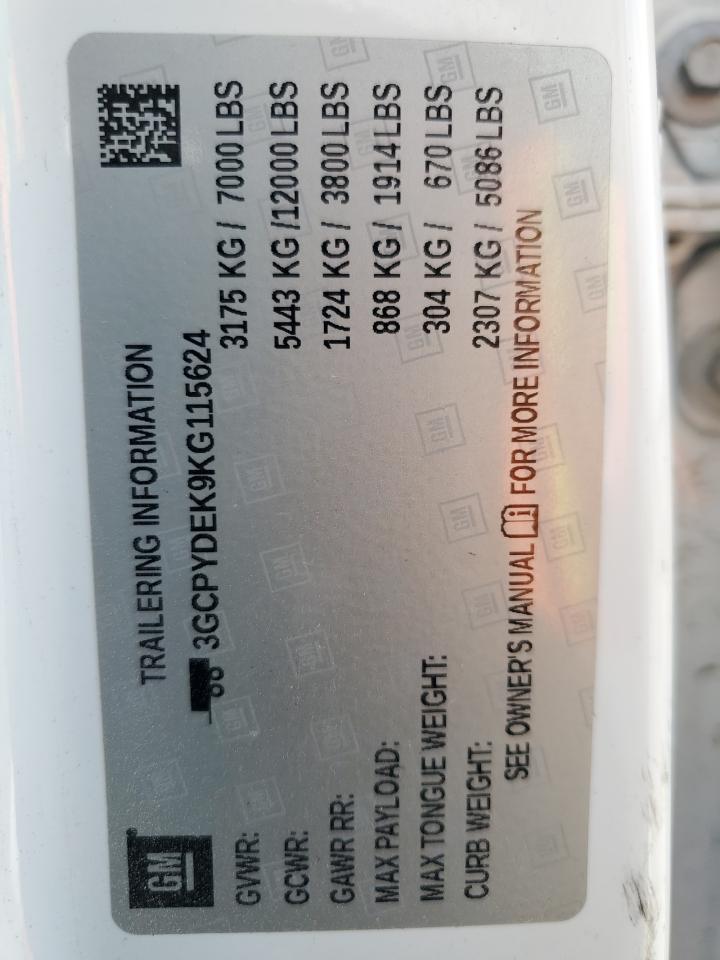 GM
TRAILERING INFORMATION
3GCPYDEK9KG115624
GVWR: 3175 KG / 7000 LBS
GCWR: 5443 KG / 12000 LBS
GAWR RR: 1724 KG / 3800 LBS
MAX PAYLOAD: 868 KG / 1914 LBS
MAX TONGUE WEIGHT: 304 KG / 670 LBS
CURB WEIGHT: 2307 KG / 5086 LBS
SEE OWNER'S MANUAL i FOR MORE INFORMATION